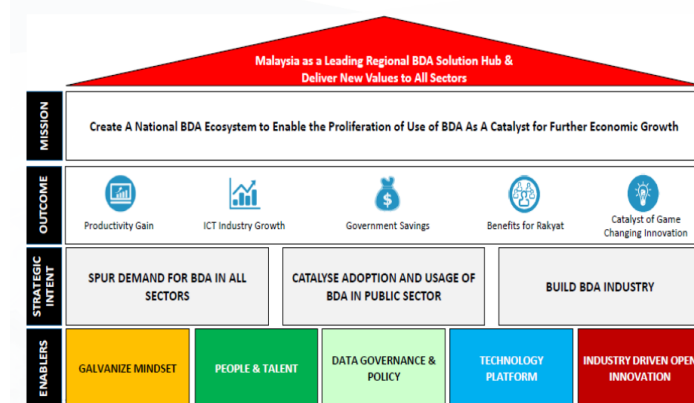 Malaysia as a Leading Regional BDA Solution Hub &
Deliver New Values to All Sectors
MISSION
Create A National BDA Ecosystem to Enable the Proliferation of Use of BDA As A Catalyst for Further Economic Growth
OUTCOME
$
Productivity Gain
ICT Industry Growth
Government Savings
Benefits for Rakyat
Catalyst of Game
Changing Innovation
STRATEGIC
INTENT
SPUR DEMAND FOR BDA IN ALL
SECTORS
CATALYSE ADOPTION AND USAGE OF
BDA IN PUBLIC SECTOR
BUILD BDA INDUSTRY
ENABLERS
GALVANIZE MINDSET
PEOPLE & TALENT
DATA GOVERNANCE &
POLICY
TECHNOLOGY
PLATFORM
INDUSTRY DRIVEN OPEN
INNOVATION